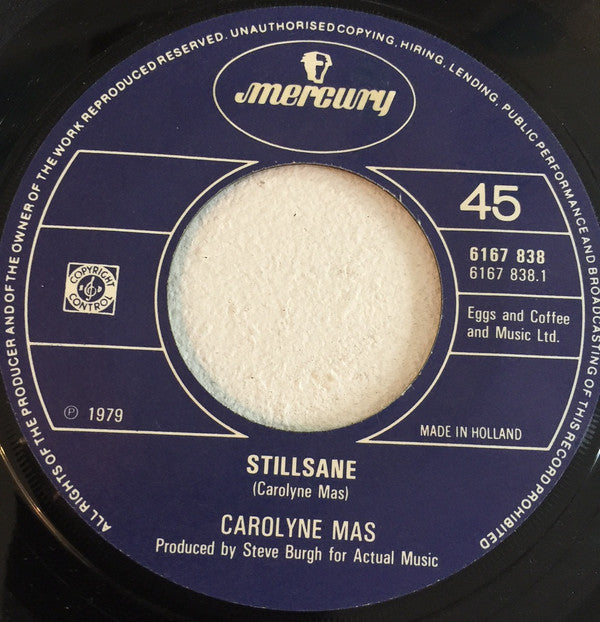 ALL RIGHTS OF THE PRODUCER AND OF THE OWNER OF THE WORK REPRODUCED RESERVED. UNAUTHORISED COPYING, HIRING, LENDING, PUBLIC PERFORMANCE AND BROADCASTING OF THIS RECORD PROHIBITED
mercury
45
6167 838
6167 838.1
COPYRIGHT
CONTROL
Eggs and Coffee
and Music Ltd.
℗ 1979
MADE IN HOLLAND
STILLSANE
(Carolyne Mas)
CAROLYNE MAS
Produced by Steve Burgh for Actual Music